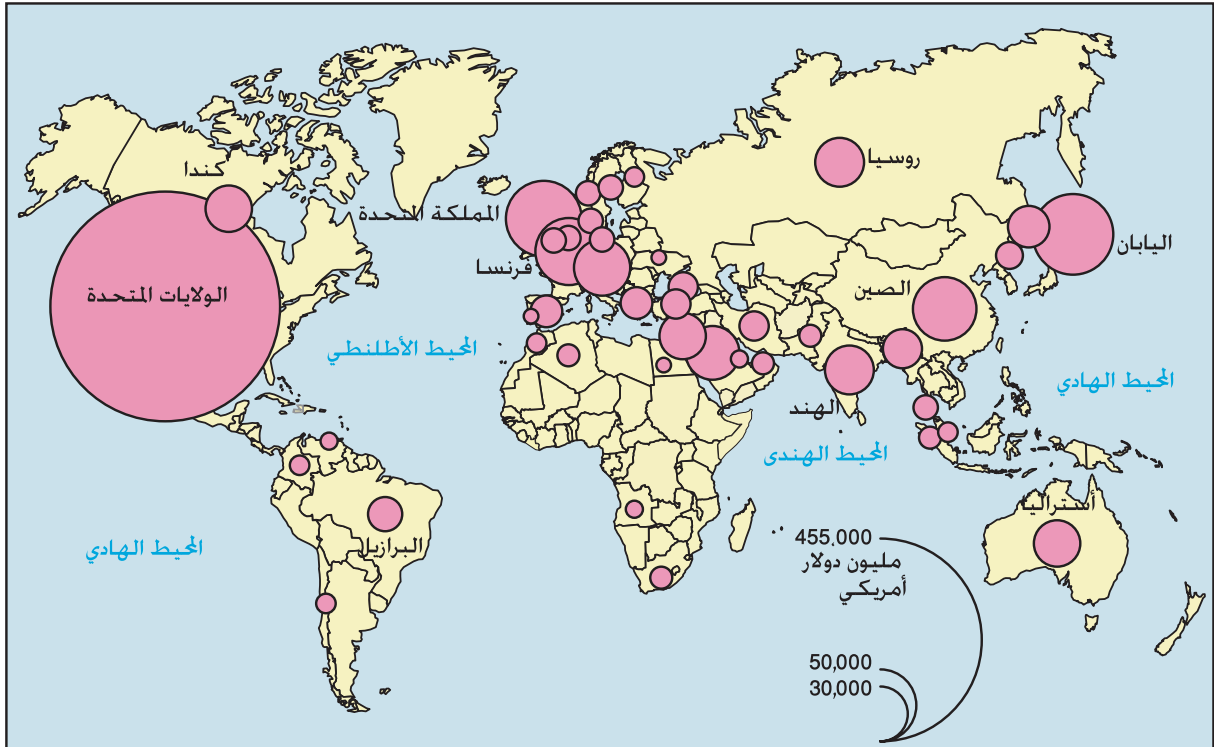 كندا
روسيا
المملكة المتحدة
اليابان
فرنسا
الولايات المتحدة
الصين
المحيط الأطلنطي
المحيط الهادي
الهند
المحيط الهندى
أستراليا
البرازيل
المحيط الهادي
455,000
مليون دولار
أمريكي
50,000
30,000